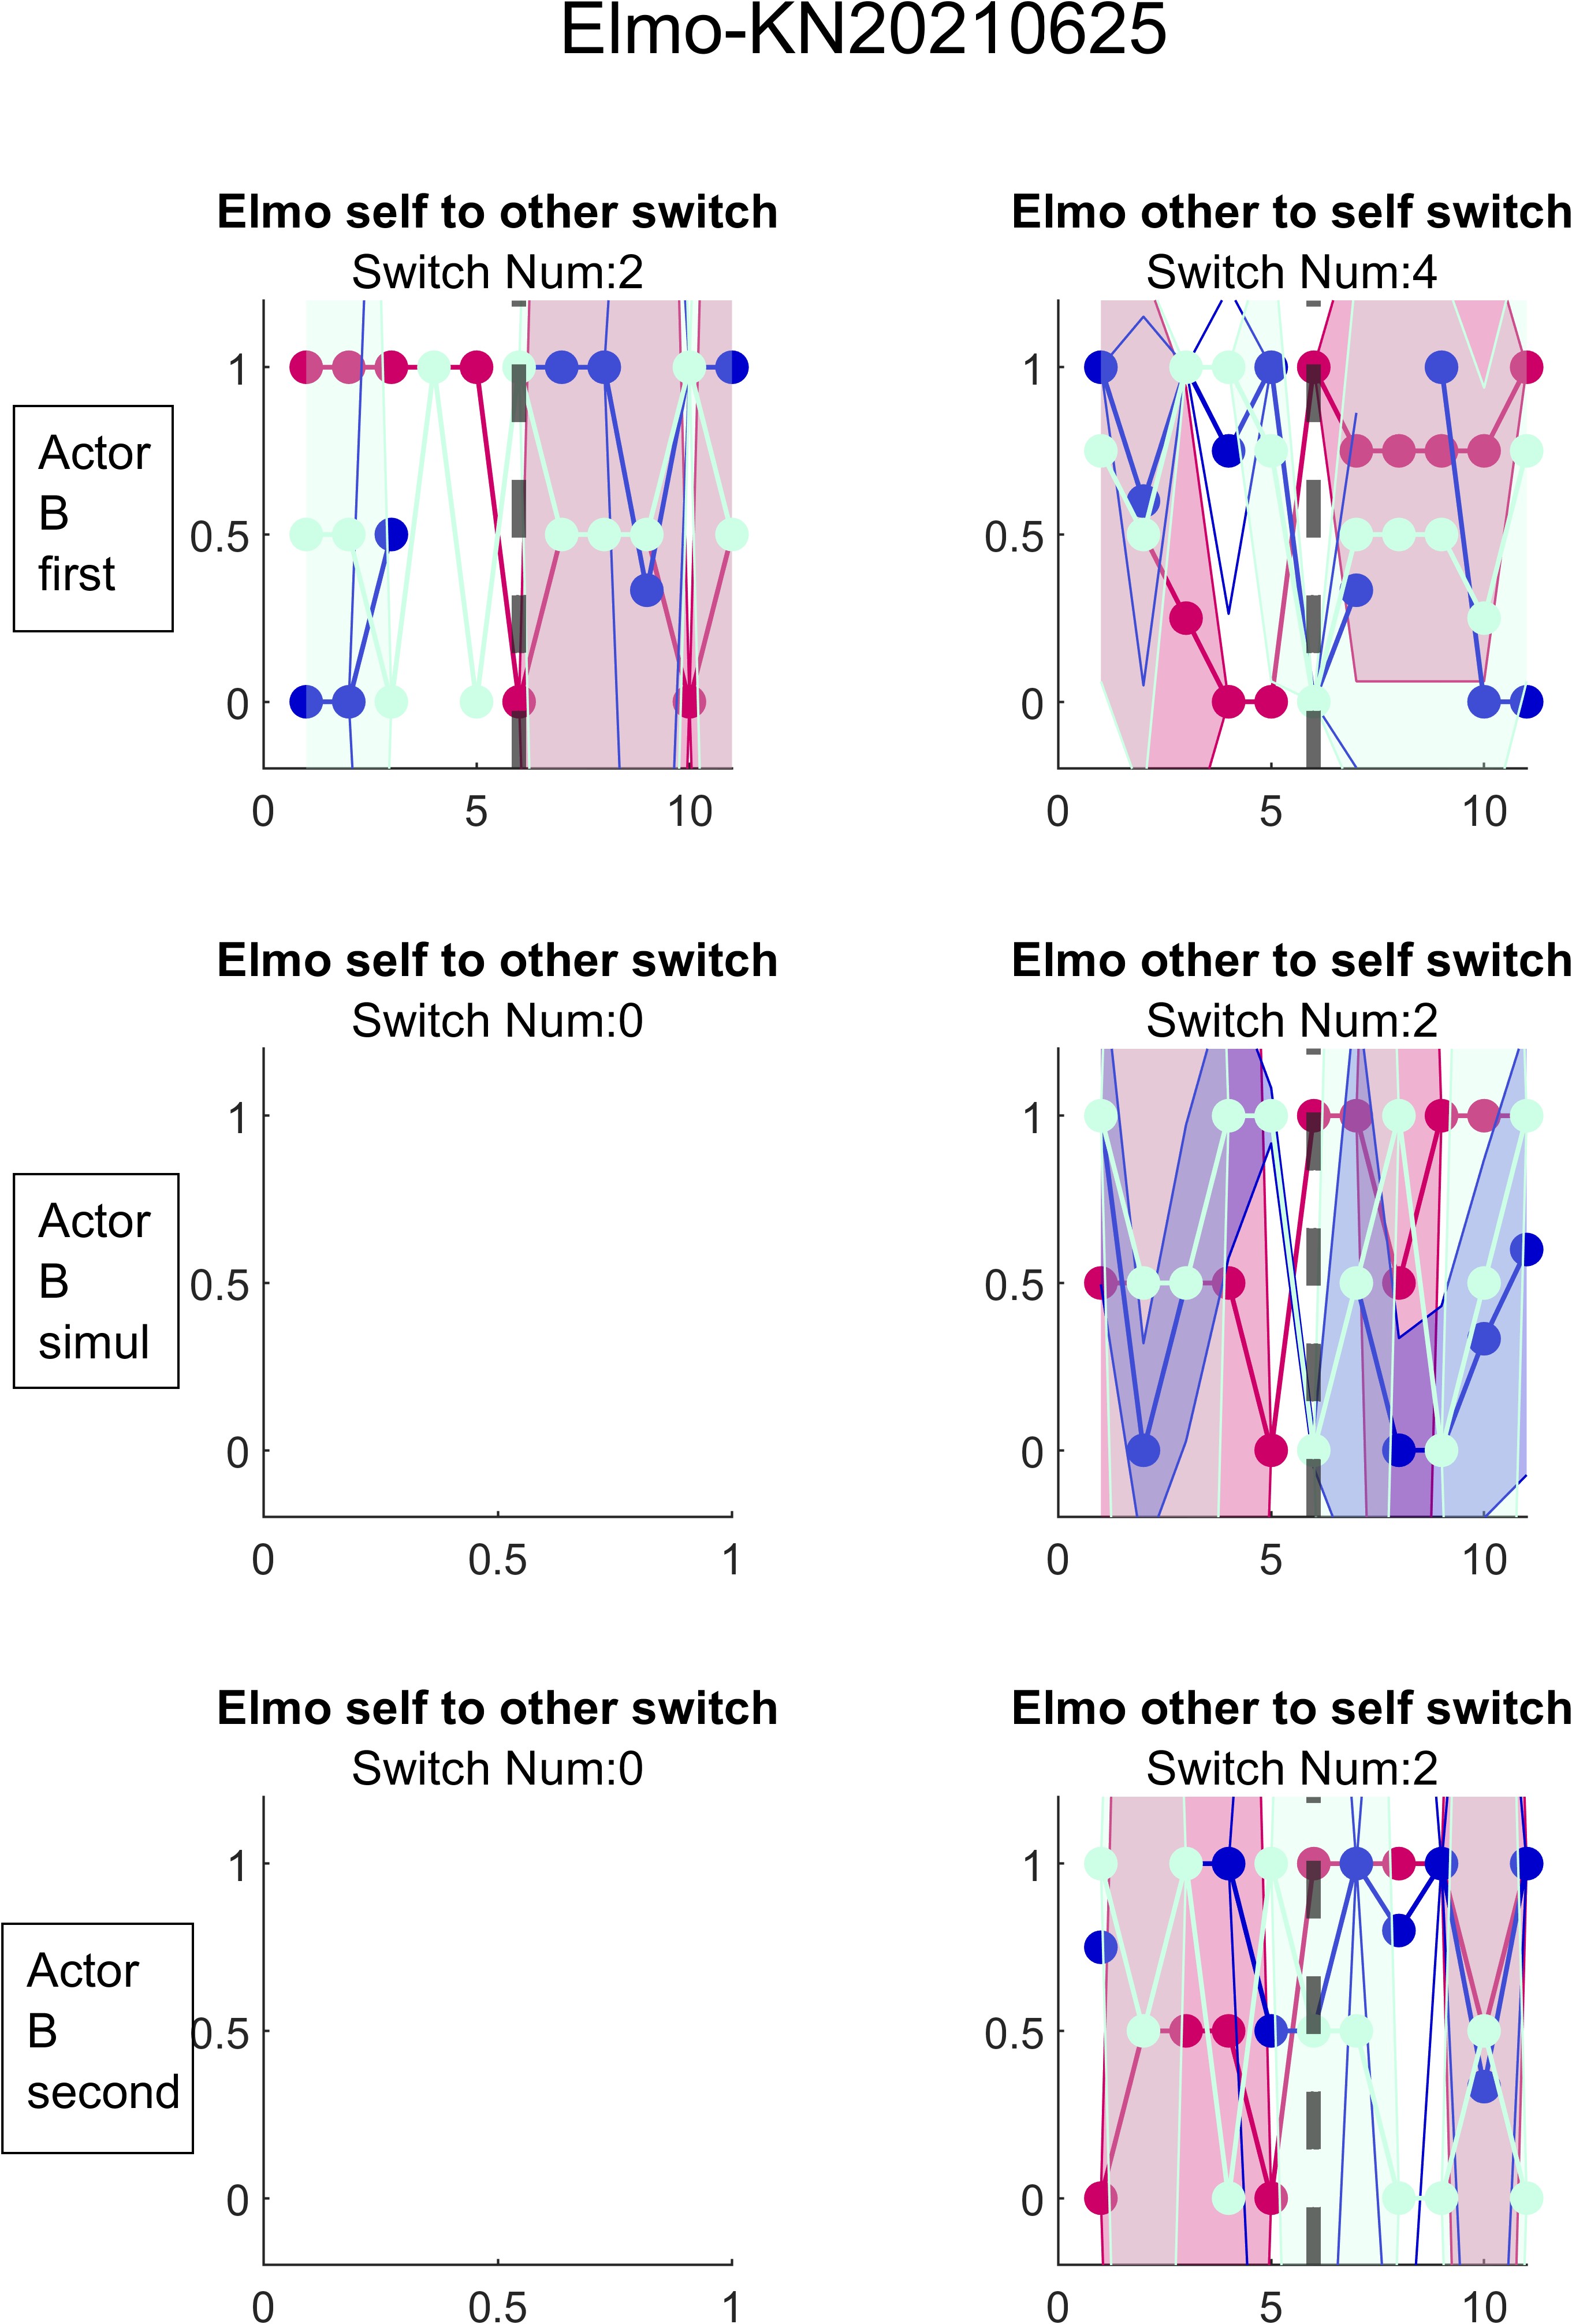 Elmo-KN20210625
Elmo self to other switch
Switch Num:2
Elmo other to self switch
Switch Num:4
Actor
B
first
1
0.5
0
0
5
10
1
0.5
0
0
5
10
Elmo self to other switch
Switch Num:0
Elmo other to self switch
Switch Num:2
Actor
B
simul
1
0.5
0
0
0.5
1
1
0.5
0
0
5
10
Elmo self to other switch
Switch Num:0
Elmo other to self switch
Switch Num:2
Actor
B
second
1
0.5
0
0
0.5
1
1
0.5
0
0
5
10